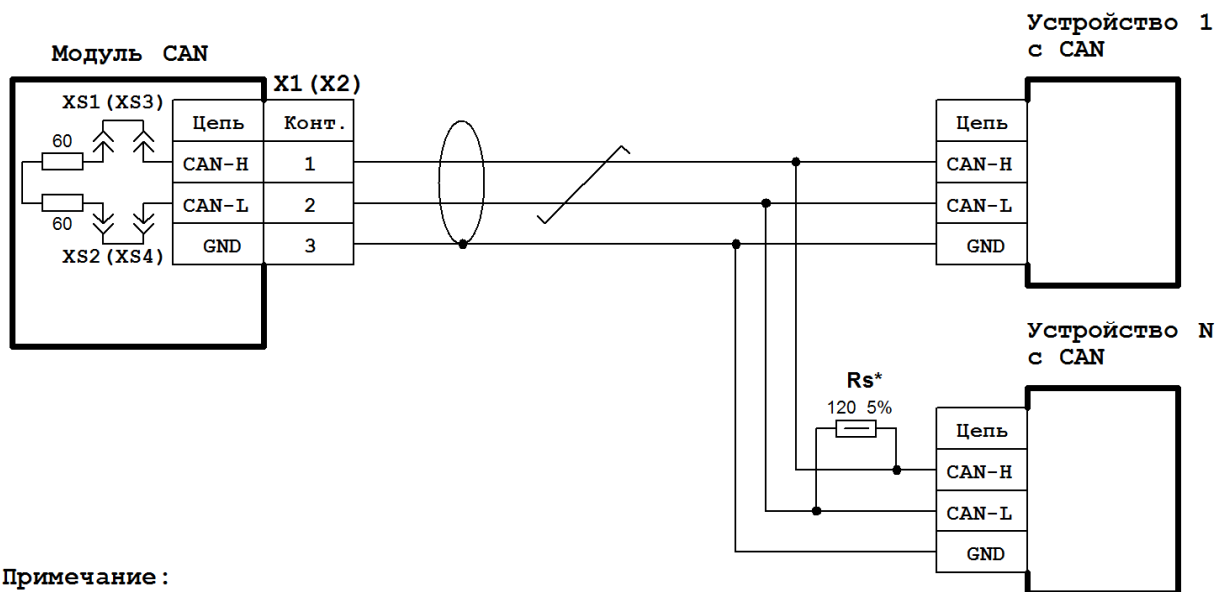 Устройство 1
с CAN
Модуль CAN
X1(X2)
XS1(XS3)
Цепь Конт.
60
CAN-H 1
CAN-L 2
60
GND 3
XS2(XS4)
Цепь
CAN-H
CAN-L
GND
Устройство N
с CAN
Rs*
120 5%
Цепь
CAN-H
CAN-L
GND
Примечание: